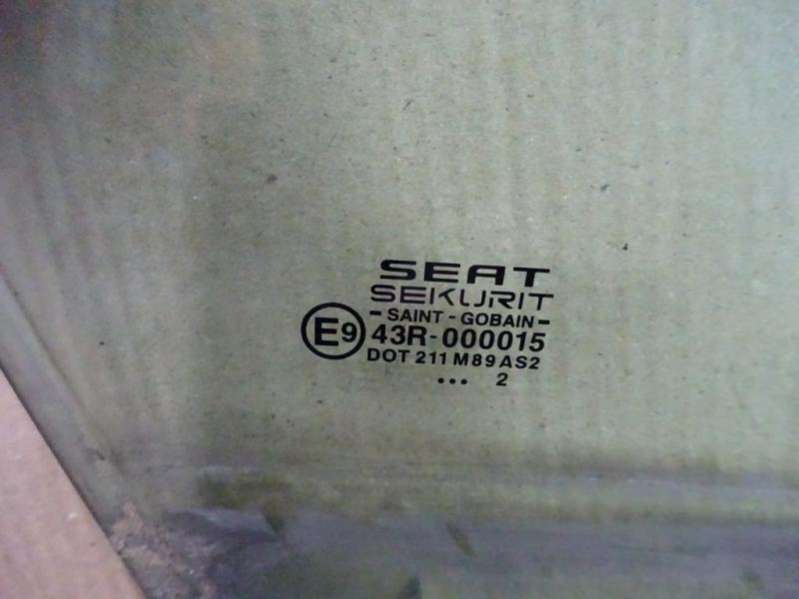 SEAT
SEKURIT
- SAINT - GOBAIN -
E9 43R-000015
DOT 211 M89 AS2
... 2